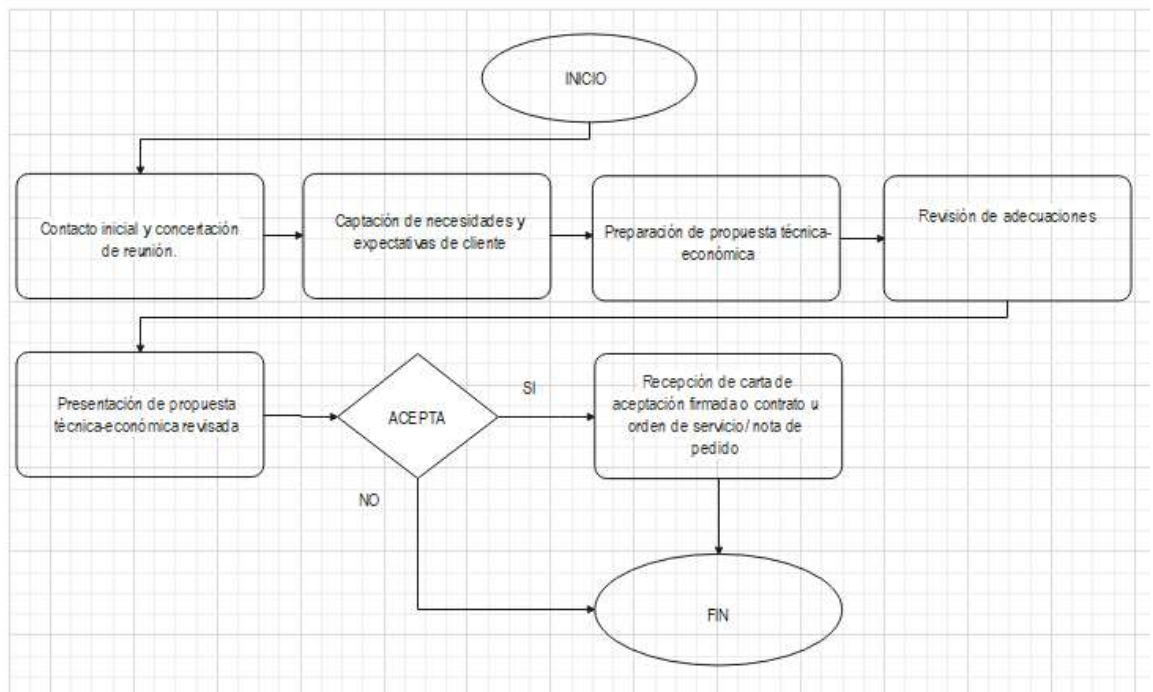 INICIO
Contacto inicial y concertación
de reunión.
Captación de necesidades y
expectativas de cliente
Preparación de propuesta técnica-
económica
Revisión de adecuaciones
Presentación de propuesta
técnica-económica revisada
ACEPTA
SI
NO
Recepción de carta de
aceptación firmada o contrato u
orden de servicio/ nota de
pedido
FIN